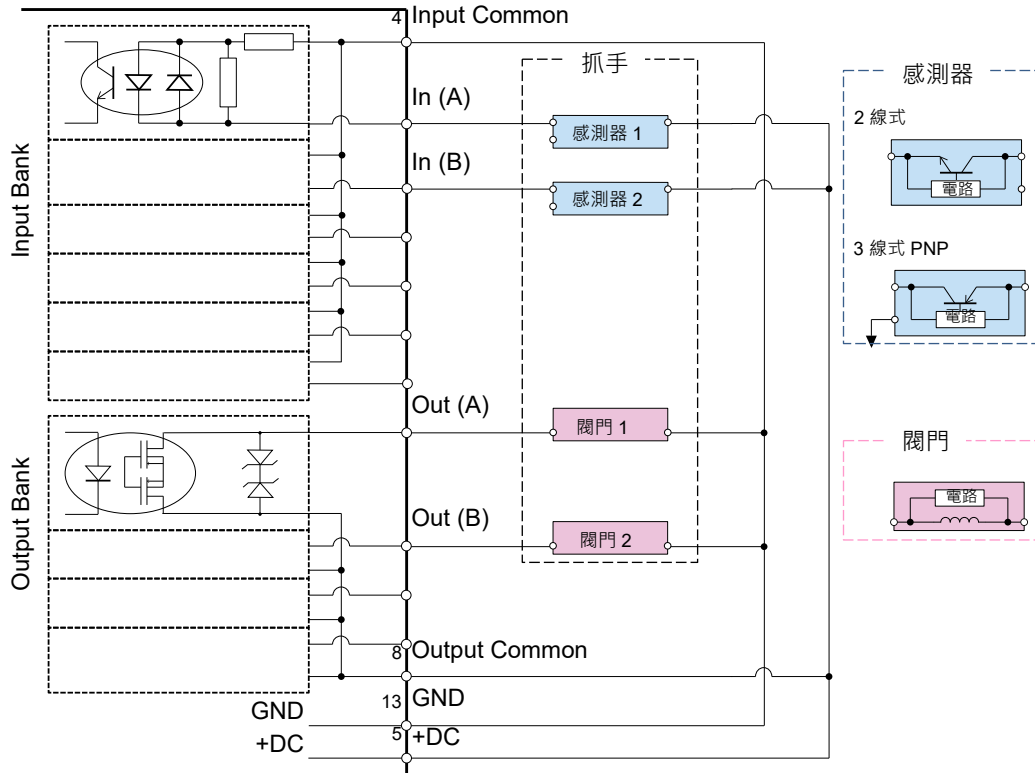 4 Input Common
抓手
感測器
In (A)
感測器 1
2 線式
電路
In (B)
感測器 2
Input Bank
3 線式 PNP
電路
Out (A)
閥門 1
閥門
電路
Out (B)
閥門 2
Output Bank
8 Output Common
13 GND
GND
5 +DC
+DC